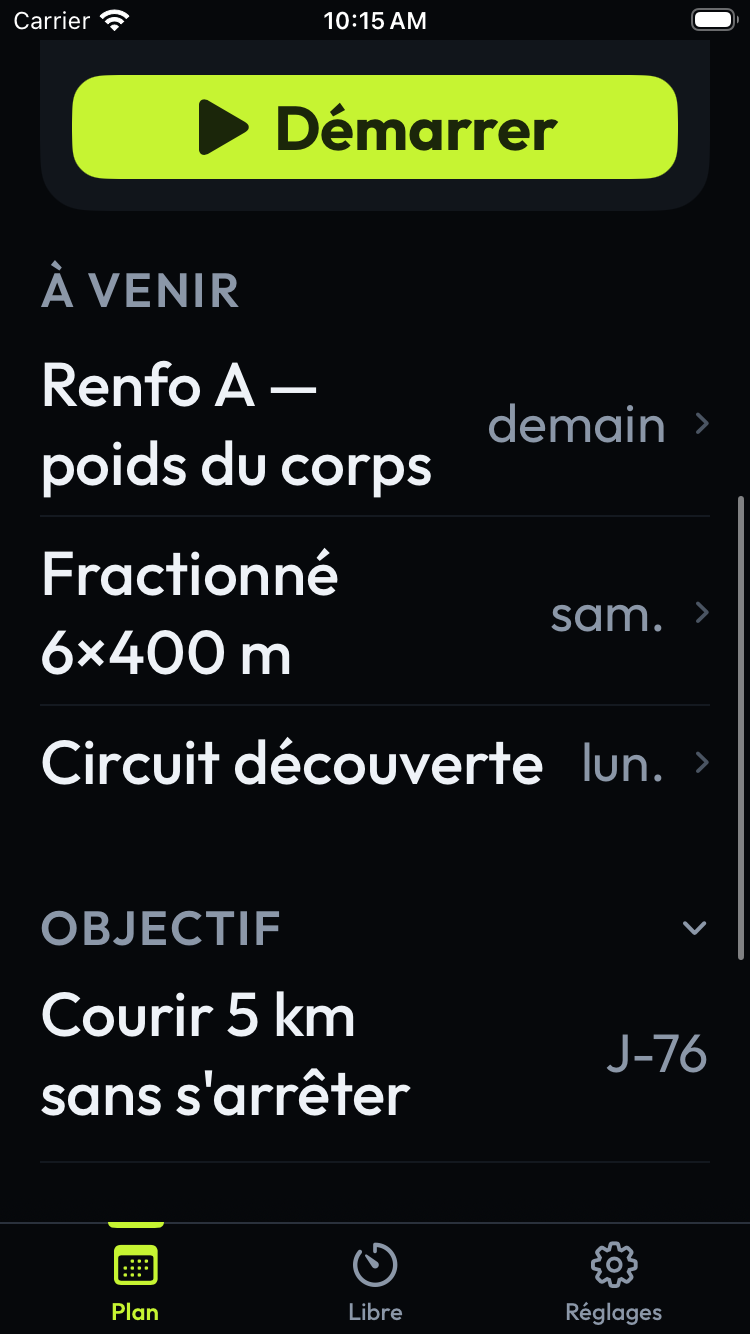 Carrier
10:15 AM
Démarrer
À VENIR
Renfo A —
poids du corps
demain
Fractionné
6×400 m
sam.
Circuit découverte
lun.
OBJECTIF
Courir 5 km
sans s'arrêter
J-76
Plan
Libre
Réglages